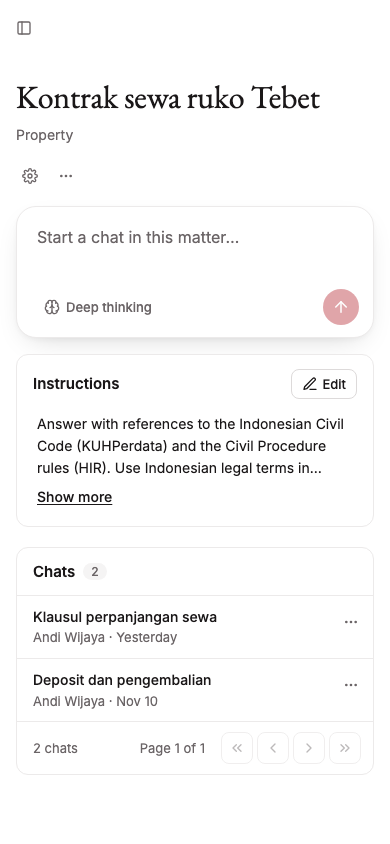 Kontrak sewa ruko Tebet
Property
Start a chat in this matter...
Deep thinking
Instructions
Edit
Answer with references to the Indonesian Civil
Code (KUHPerdata) and the Civil Procedure
rules (HIR). Use Indonesian legal terms in...
Show more
Chats 2
Klausul perpanjangan sewa
Andi Wijaya · Yesterday
Deposit dan pengembalian
Andi Wijaya · Nov 10
2 chats
Page 1 of 1